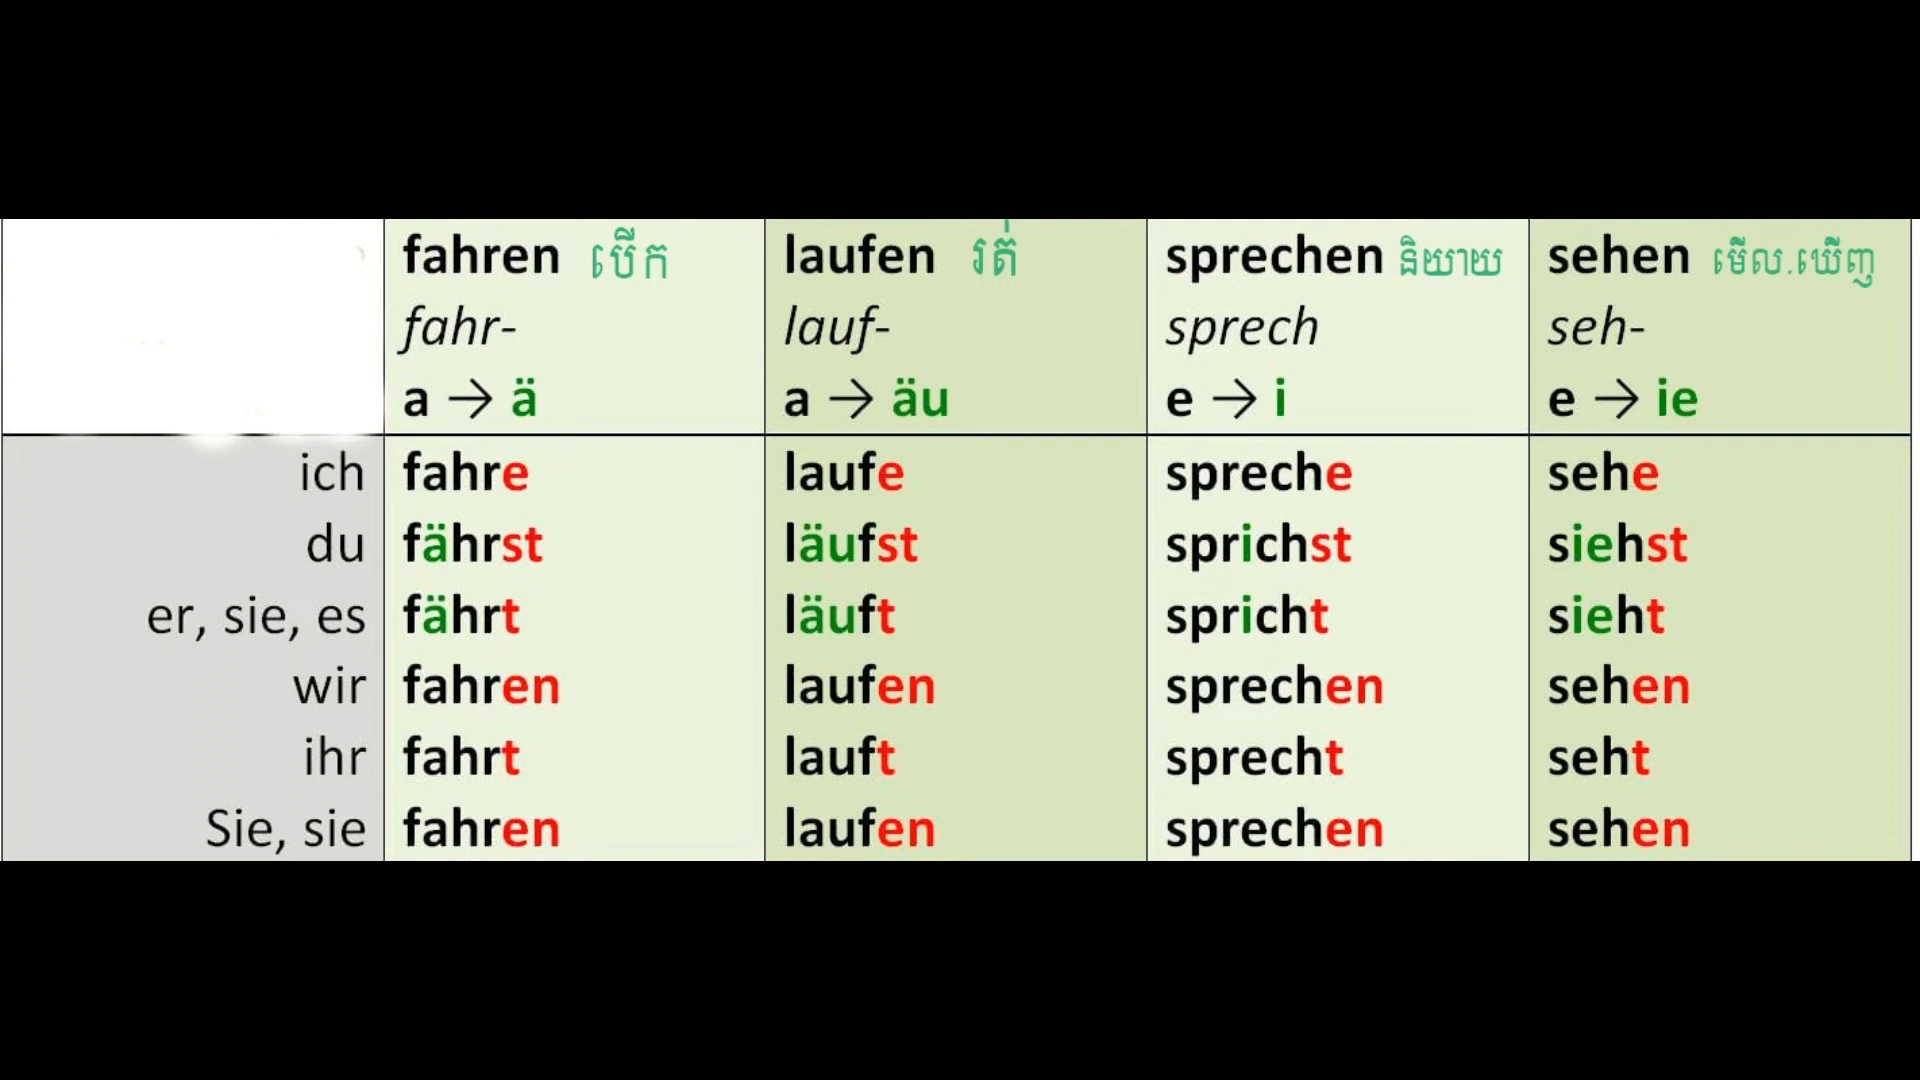 fahren បើក laufen រត់ sprechen និយាយ sehen មើល.ឃើញ
fahr- lauf- sprech seh-
a → ä a → äu e → i e → ie
ich fahre laufe spreche sehe
du fährst läufst sprichst siehst
er, sie, es fährt läuft spricht sieht
wir fahren laufen sprechen sehen
ihr fahrt lauft sprecht seht
Sie, sie fahren laufen sprechen sehen